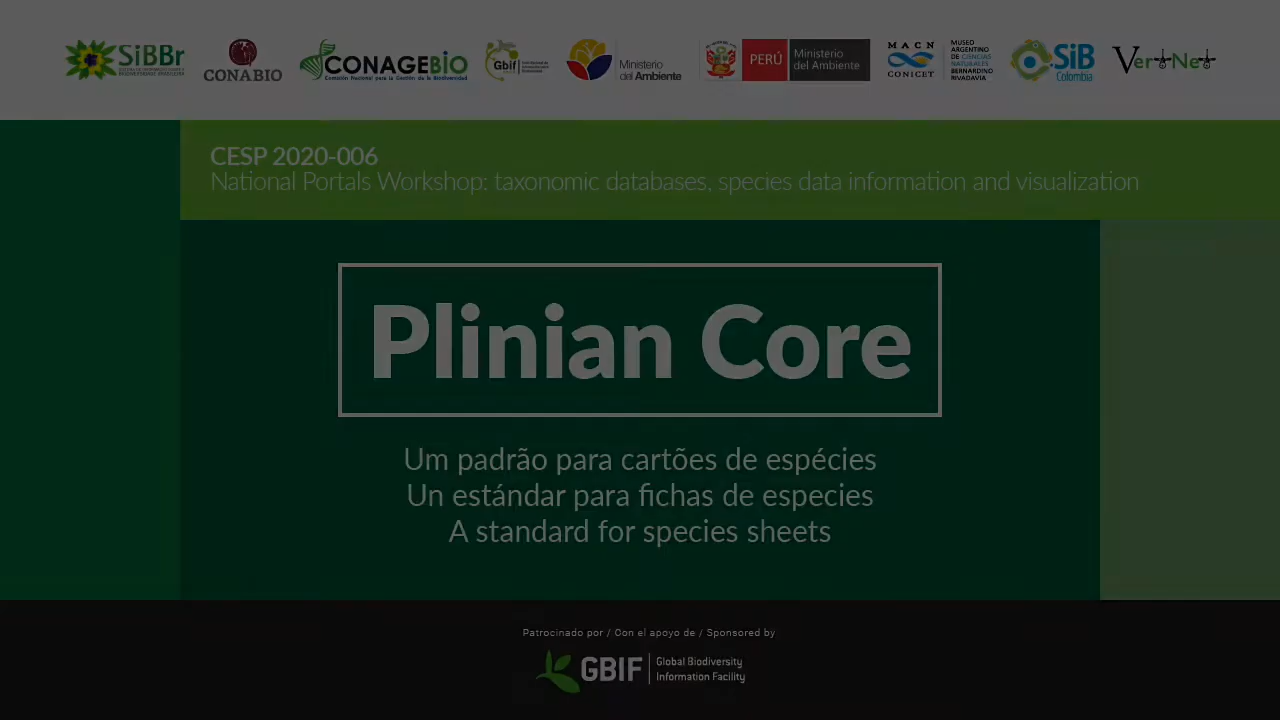 SiBBr
CONABIO
CONAGEBIO
Comisión Nacional para la Gestión de la Biodiversidad
Gbif
Ministerio
del Ambiente
PERÚ
Ministerio
del Ambiente
MACN
CONICET
MUSEO
ARGENTINO
DE CIENCIAS
NATURALES
BERNARDINO
RIVADAVIA
SiB
Colombia
VertNet
CESP 2020-006
National Portals Workshop: taxonomic databases, species data information and visualization
Plinian Core
Um padrão para cartões de espécies
Un estándar para fichas de especies
A standard for species sheets
Patrocinado por / Con el apoyo de / Sponsored by
GBIF
Global Biodiversity
Information Facility